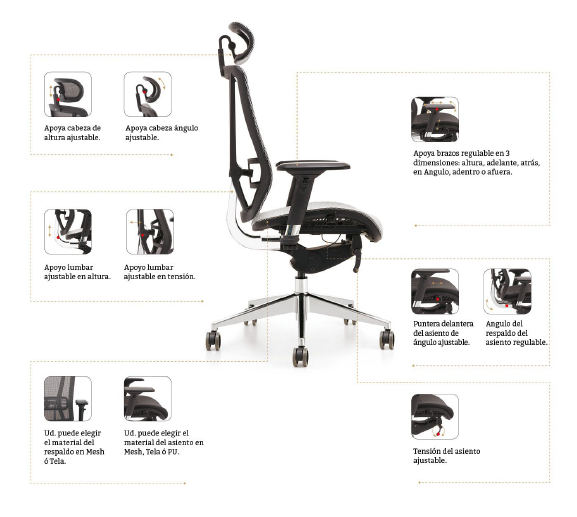 Apoya cabeza de
altura ajustable.
Apoya cabeza ángulo
ajustable.
Apoya brazos regulable en 3
dimensiones: altura, adelante, atrás,
en Angulo, adentro o afuera.
Apoyo lumbar
ajustable en altura.
Apoyo lumbar
ajustable en tensión.
Puntera delantera
del asiento de
ángulo ajustable.
Angulo del
respaldo del
asiento regulable.
Ud. puede elegir
el material del
respaldo en Mesh
ó Tela.
Ud. puede elegir el
material del asiento en
Mesh, Tela ó PU.
Tensión del asiento
ajustable.